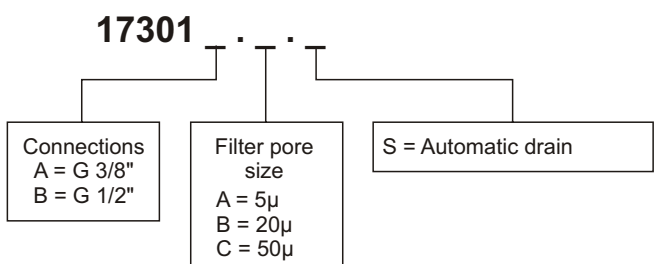 17301 _ . _ . _
Connections
A = G 3/8"
B = G 1/2"
Filter pore
size
A = 5µ
B = 20µ
C = 50µ
S = Automatic drain